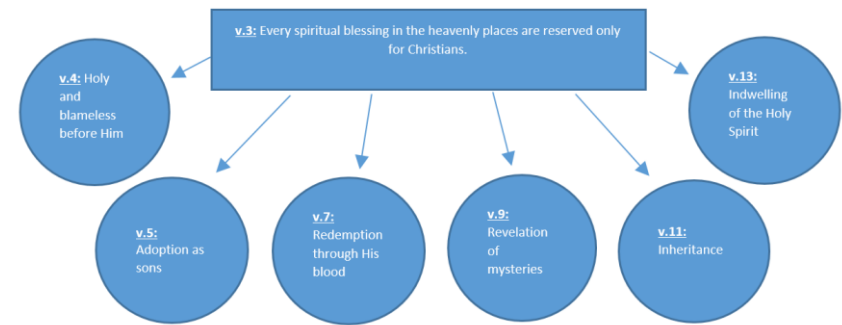 v.3: Every spiritual blessing in the heavenly places are reserved only
for Christians.
v.4: Holy
and
blameless
before Him
v.5:
Adoption as
sons
v.7:
Redemption
through His
blood
v.9:
Revelation
of
mysteries
v.11:
Inheritance
v.13:
Indwelling
of the Holy
Spirit